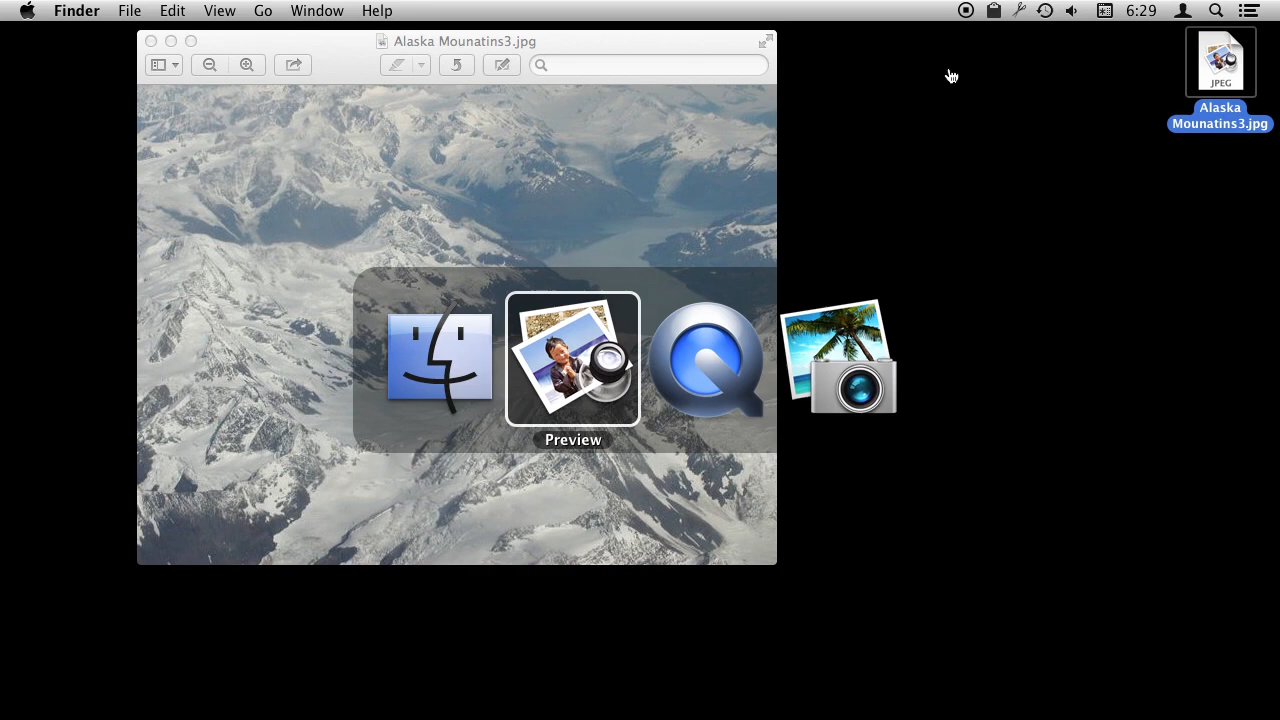 Finder File Edit View Go Window Help 6:29
Alaska Mounatins3.jpg
JPEG
Alaska
Mounatins3.jpg
Preview